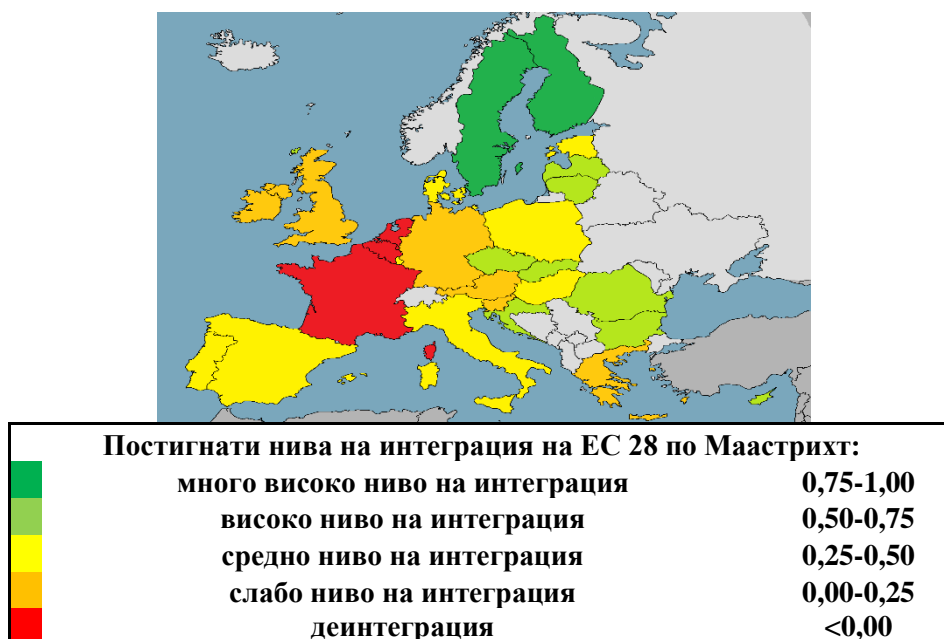 Постигнати нива на интеграция на ЕС 28 по Маастрихт:
много високо ниво на интеграция 0,75-1,00
високо ниво на интеграция 0,50-0,75
средно ниво на интеграция 0,25-0,50
слабо ниво на интеграция 0,00-0,25
деинтеграция <0,00